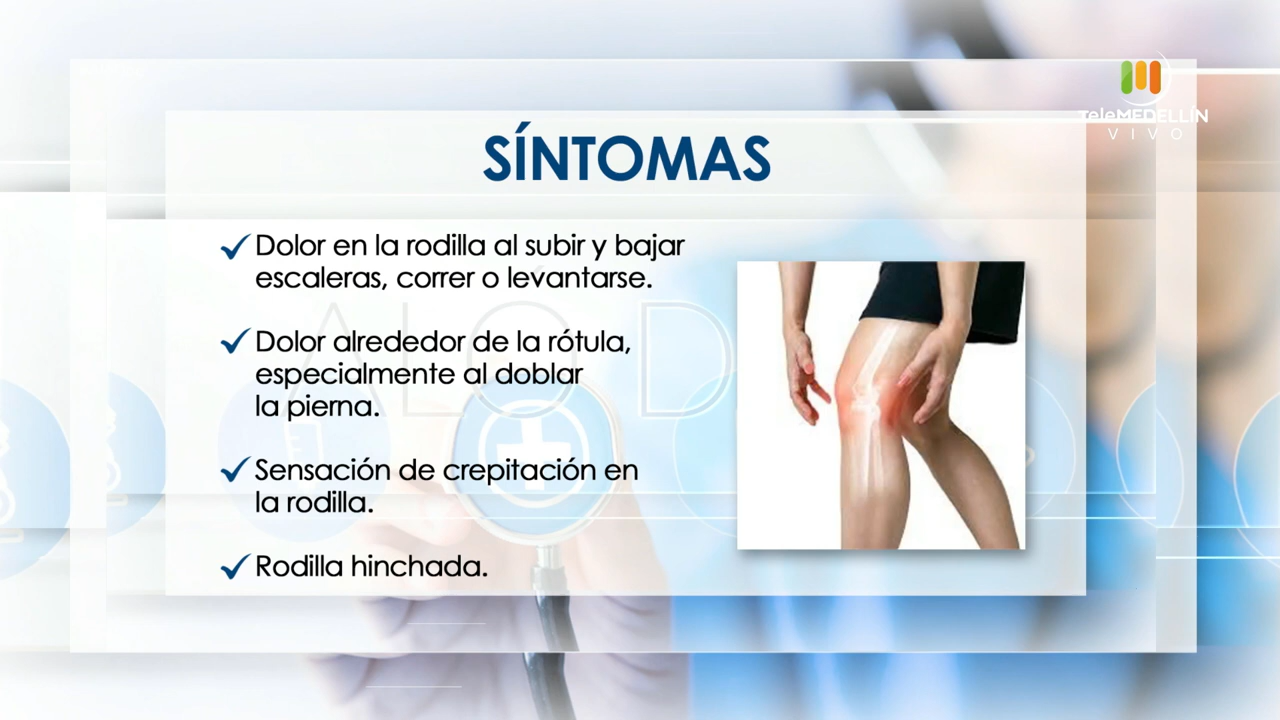 TeleMEDELLÍN
VIVO
SÍNTOMAS
Dolor en la rodilla al subir y bajar
escaleras, correr o levantarse.
Dolor alrededor de la rótula,
especialmente al doblar
la pierna.
Sensación de crepitación en
la rodilla.
Rodilla hinchada.
ALÓ D